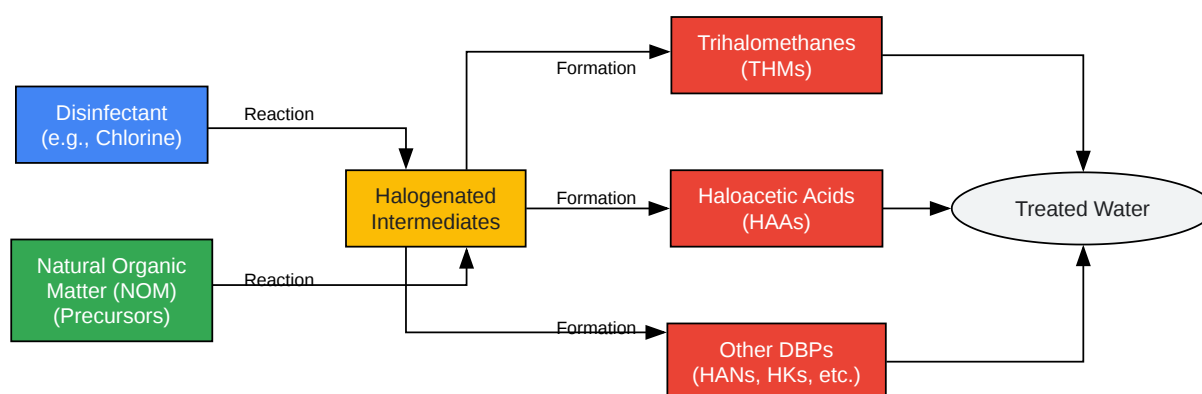 Disinfectant
(e.g., Chlorine)
Reaction
Natural Organic
Matter (NOM)
(Precursors)
Reaction
Halogenated
Intermediates
Formation
Trihalomethanes
(THMs)
Formation
Haloacetic Acids
(HAAs)
Formation
Other DBPs
(HANs, HKs, etc.)
Treated Water